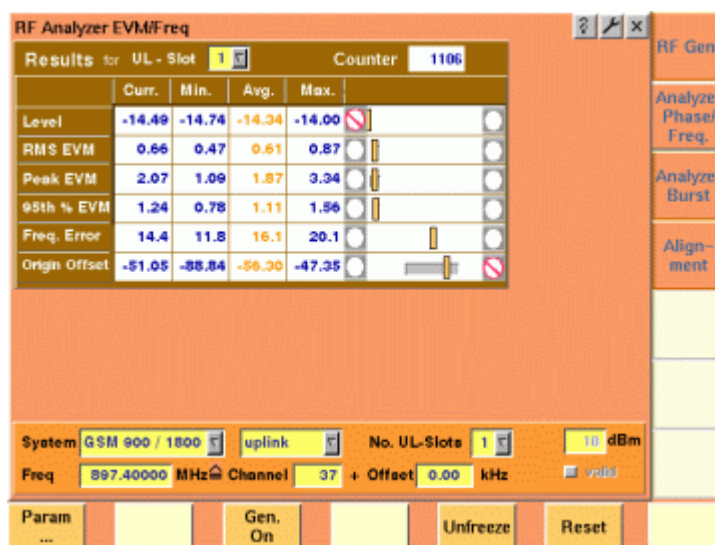 RF Analyzer EVM/Freq
? x
Results for UL - Slot 1 Counter 1106
Curr. Min. Avg. Max.
Level -14.49 -14.74 -14.34 -14.00
RMS EVM 0.66 0.47 0.61 0.87
Peak EVM 2.07 1.09 1.87 3.34
95th % EVM 1.24 0.78 1.11 1.56
Freq. Error 14.4 11.8 16.1 20.1
Origin Offset -51.05 -88.84 -56.30 -47.35
System GSM 900 / 1800 uplink No. UL-Slots 1 10 dBm
Freq 897.40000 MHz Channel 37 + Offset 0.00 kHz valid
Param
...
Gen.
On
Unfreeze
Reset
RF Gen
Analyze
Phase/
Freq.
Analyze
Burst
Align-
ment